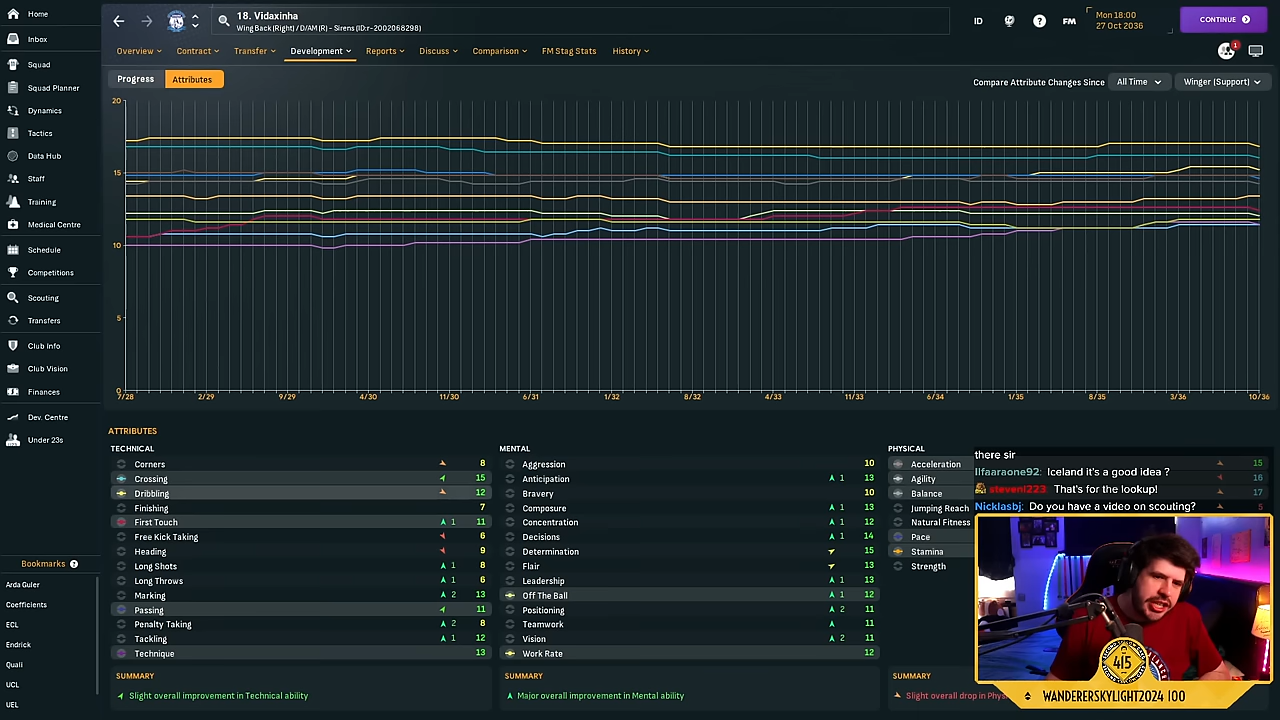 Home
18. Vidaxinha
Wing Back (Right) / D/AM (R) - Sirens (ID:r-2002068298)
ID
FM
Mon 18:00
27 Oct 2036
CONTINUE
Inbox
Overview
Contract
Transfer
Development
Reports
Discuss
Comparison
FM Stag Stats
History
1
Squad
Squad Planner
Dynamics
Tactics
Data Hub
Staff
Training
Medical Centre
Schedule
Competitions
Scouting
Transfers
Club Info
Club Vision
Finances
Dev. Centre
Under 23s
Bookmarks ?
Arda Guler
Coefficients
ECL
Endrick
Quali
UCL
UEL
Progress
Attributes
Compare Attribute Changes Since
All Time
Winger (Support)
20
15
10
5
0
7/28 2/29 9/29 4/30 11/30 6/31 1/32 8/32 4/33 11/33 6/34 1/35 8/35 3/36 10/36
ATTRIBUTES
TECHNICAL
Corners 8
Crossing 15
Dribbling 12
Finishing 7
First Touch 1 11
Free Kick Taking 6
Heading 9
Long Shots 1 8
Long Throws 1 6
Marking 2 13
Passing 11
Penalty Taking 2 8
Tackling 1 12
Technique 13
SUMMARY
Slight overall improvement in Technical ability
MENTAL
Aggression 10
Anticipation 1 13
Bravery 10
Composure 1 13
Concentration 1 12
Decisions 1 14
Determination 15
Flair 13
Leadership 1 13
Off The Ball 1 12
Positioning 2 11
Teamwork 11
Vision 2 11
Work Rate 12
SUMMARY
Major overall improvement in Mental ability
PHYSICAL
Acceleration 15
Agility 16
Balance 17
Jumping Reach 5
Natural Fitness
Pace
Stamina
Strength
SUMMARY
Slight overall drop in Phys
there sir
llfaaraone92: Iceland it's a good idea ?
stevenl223: That's for the lookup!
Nicklasbj: Do you have a video on scouting?
415
WANDERERSKYLIGHT2024 100